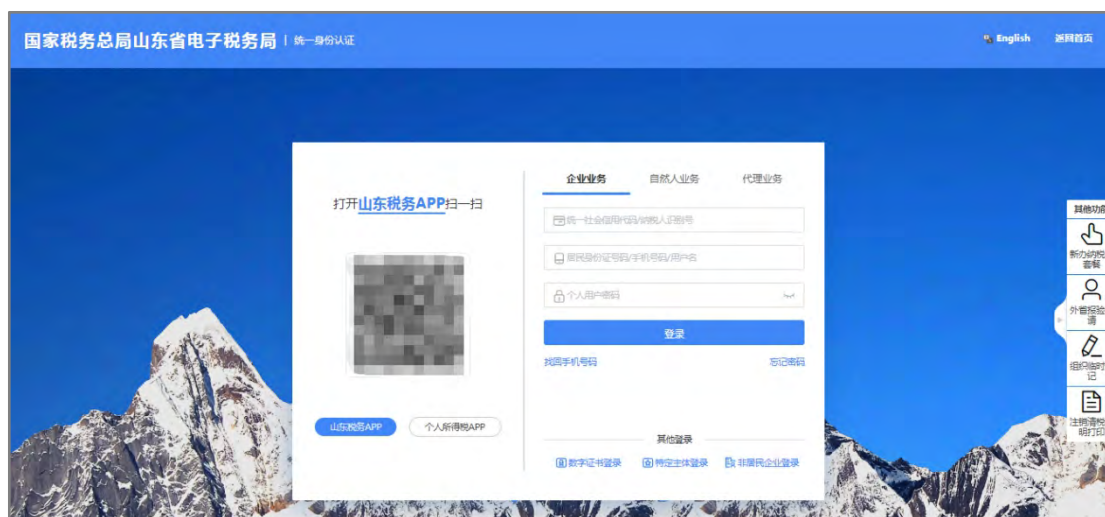 国家税务总局山东省电子税务局 | 统一身份认证
English 返回首页
打开山东税务APP扫一扫
山东税务APP 个人所得税APP
企业业务 自然人业务 代理业务
统一社会信用代码/纳税人识别号
居民身份证号码/手机号码/用户名
个人用户密码
登录
找回手机号码 忘记密码
其他登录
数字证书登录 特定主体登录 非居民企业登录
其他功能
新办纳税
套餐
外管报验
请
组织临时
记
注销清税
明打印